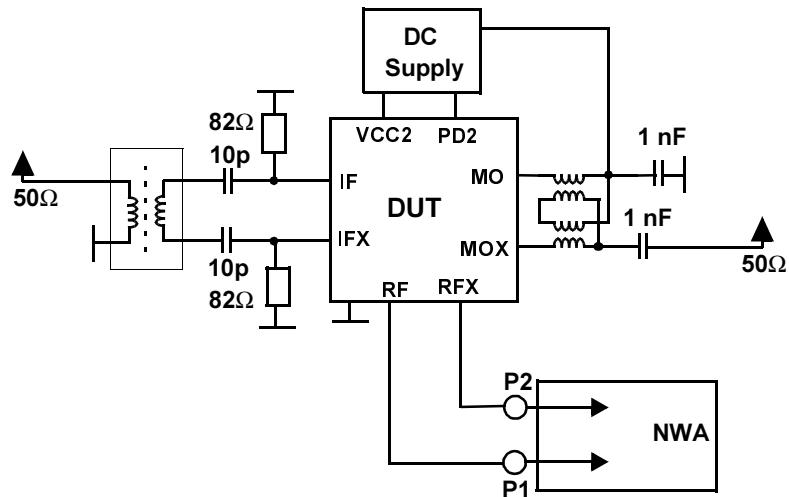 DC
Supply
82Ω
10p
VCC2
PD2
1 nF
50Ω
IF
MO
DUT
1 nF
IFX
MOX
10p
82Ω
RF
RFX
50Ω
P2
NWA
P1